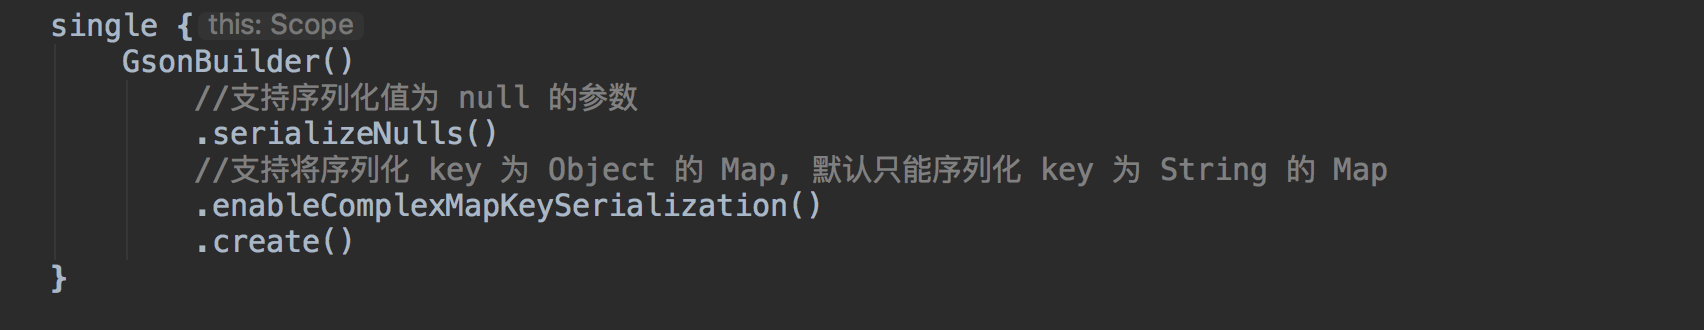 single { this: Scope
GsonBuilder()
//支持序列化值为 null 的参数
.serializeNulls()
//支持将序列化 key 为 Object 的 Map, 默认只能序列化 key 为 String 的 Map
.enableComplexMapKeySerialization()
.create()
}